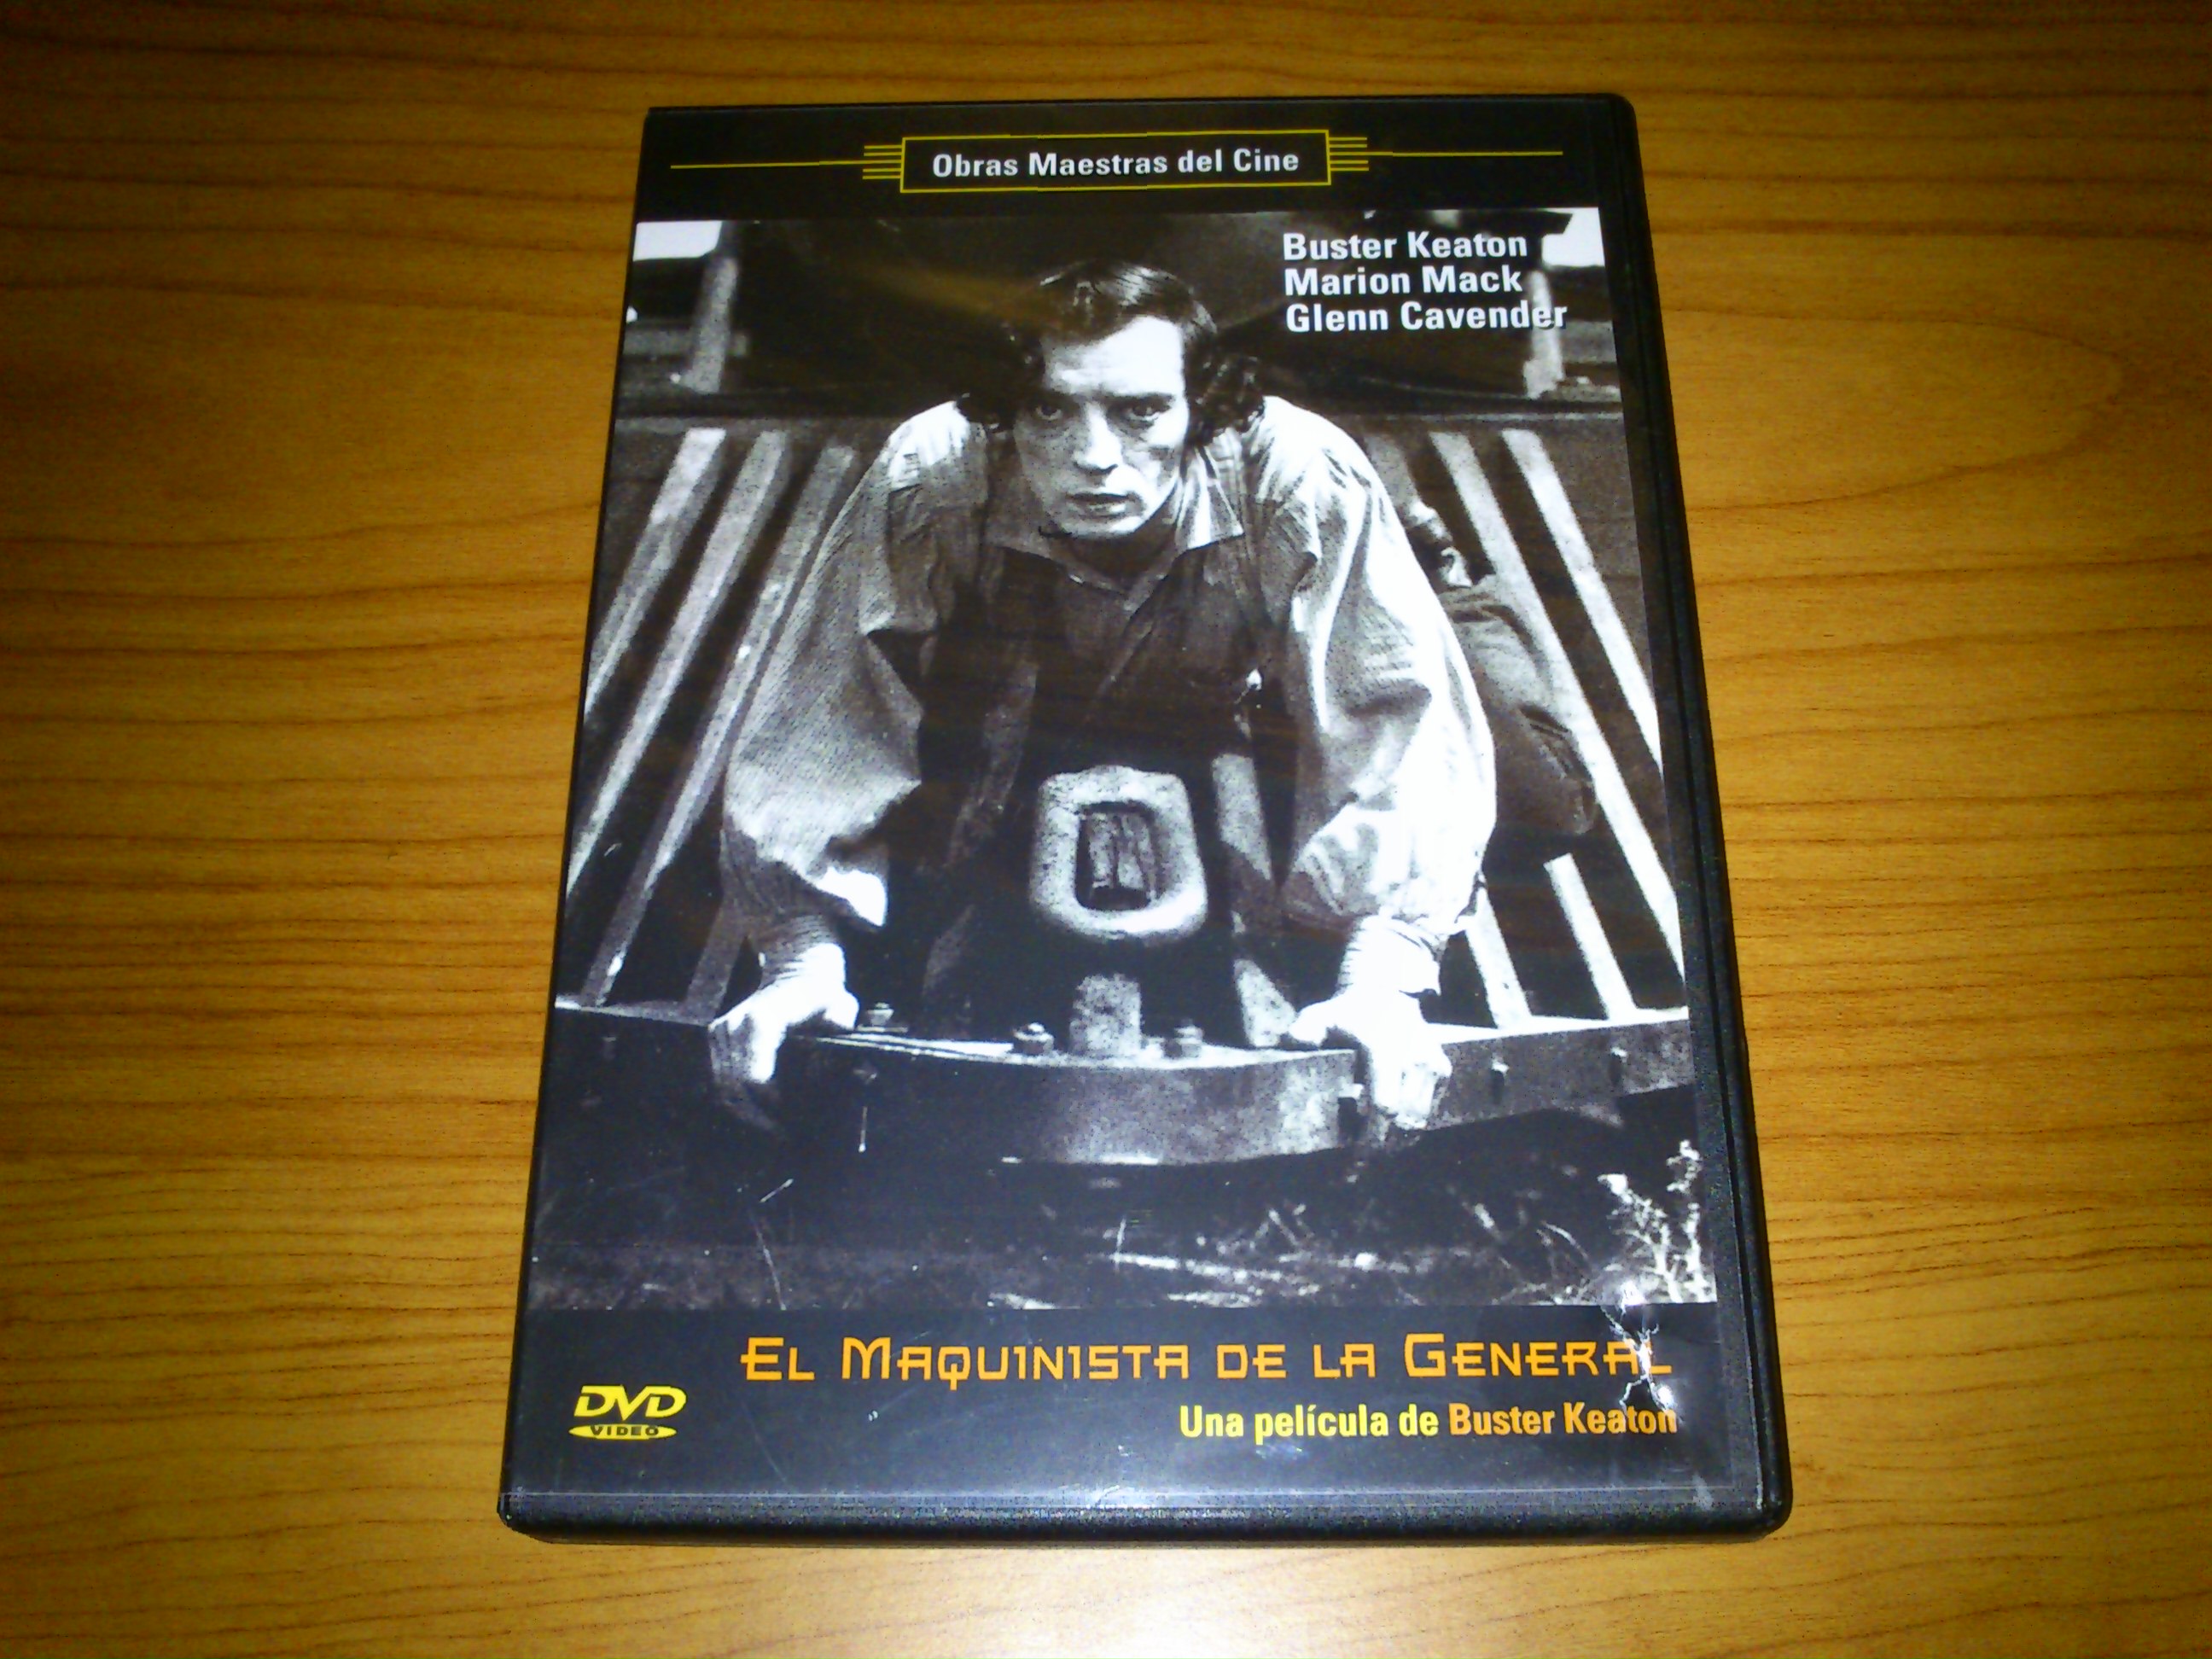 Obras Maestras del Cine
Buster Keaton
Marion Mack
Glenn Cavender
EL MAQUINISTA DE LA GENERAL
Una película de Buster Keaton
DVD
VIDEO